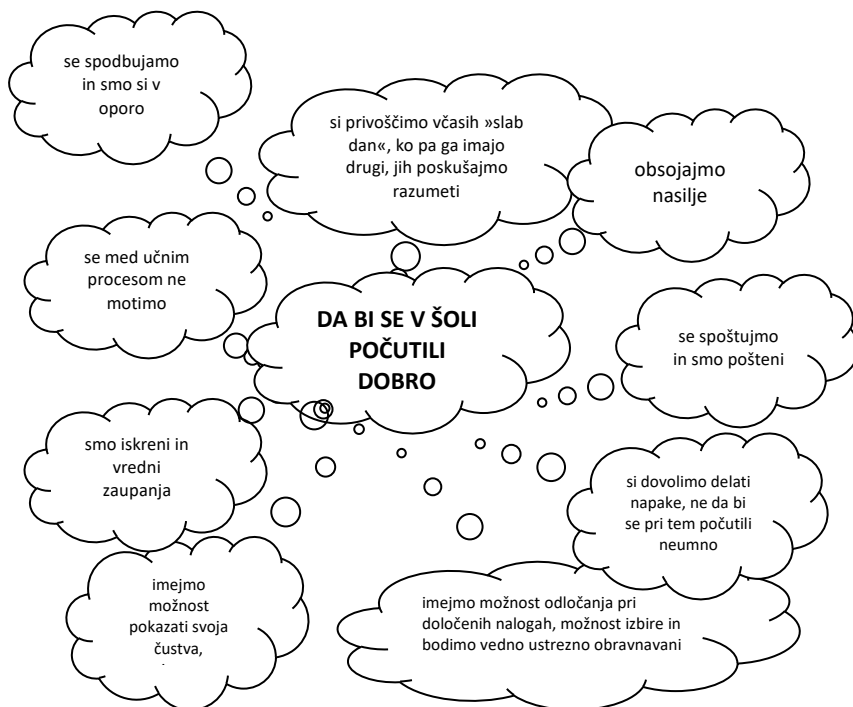 se spodbujamo
in smo si v
oporo
si privoščimo včasih »slab
dan«, ko pa ga imajo
drugi, jih poskušajmo
razumeti
obsojajmo
nasilje
se med učnim
procesom ne
motimo
DA BI SE V ŠOLI
POČUTILI
DOBRO
se spoštujmo
in smo pošteni
smo iskreni in
vredni
zaupanja
si dovolimo delati
napake, ne da bi
se pri tem počutili
neumno
imejmo
možnost
pokazati svoja
čustva,
imejmo možnost odločanja pri
določenih nalogah, možnost izbire in
bodimo vedno ustrezno obravnavani